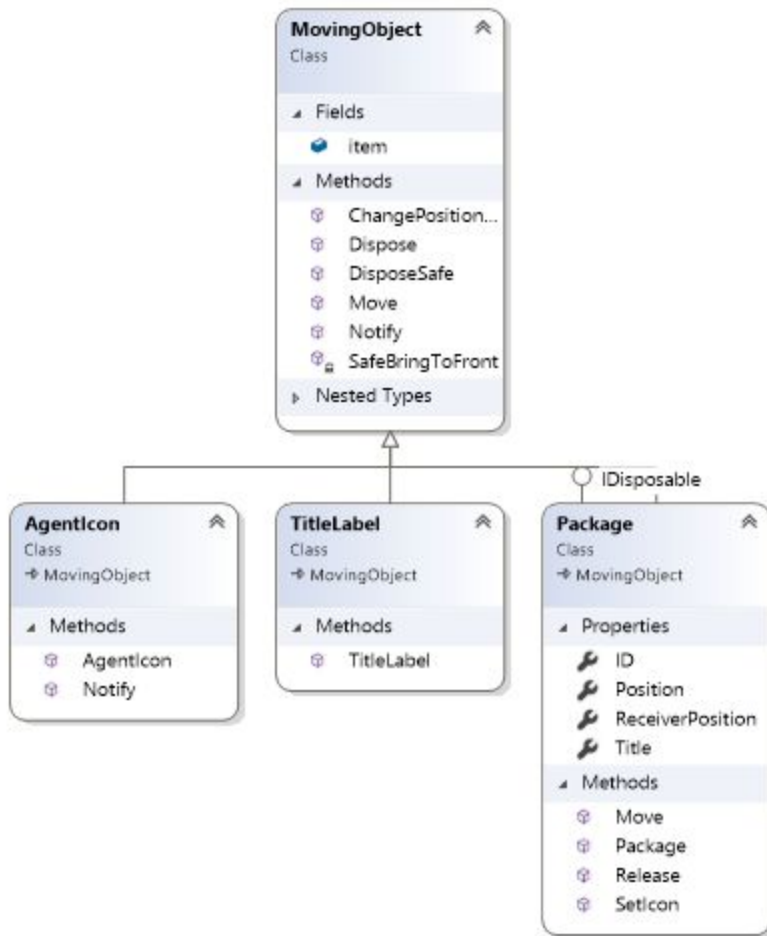 MovingObject
Class
Fields
item
Methods
ChangePosition...
Dispose
DisposeSafe
Move
Notify
SafeBringToFront
Nested Types
IDisposable
AgentIcon
Class
MovingObject
Methods
AgentIcon
Notify
TitleLabel
Class
MovingObject
Methods
TitleLabel
Package
Class
MovingObject
Properties
ID
Position
ReceiverPosition
Title
Methods
Move
Package
Release
SetIcon